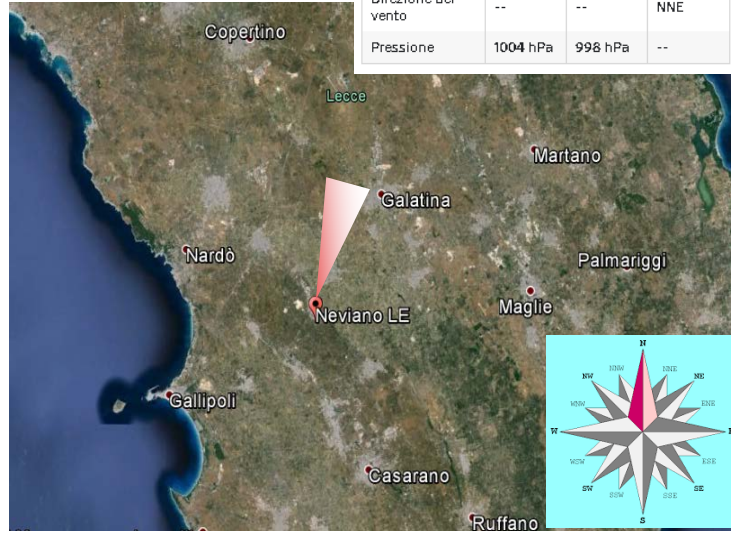 Direzione del
vento -- -- NNE
Pressione 1004 hPa 998 hPa --
Copertino
Lecce
Martano
Galatina
Nardò
Palmariggi
Maglie
Neviano LE
Gallipoli
Casarano
Ruffano
N
NNW NNE
NW NE
WNW ENE
W
WSW ESE
SW SE
SSW SSE
S